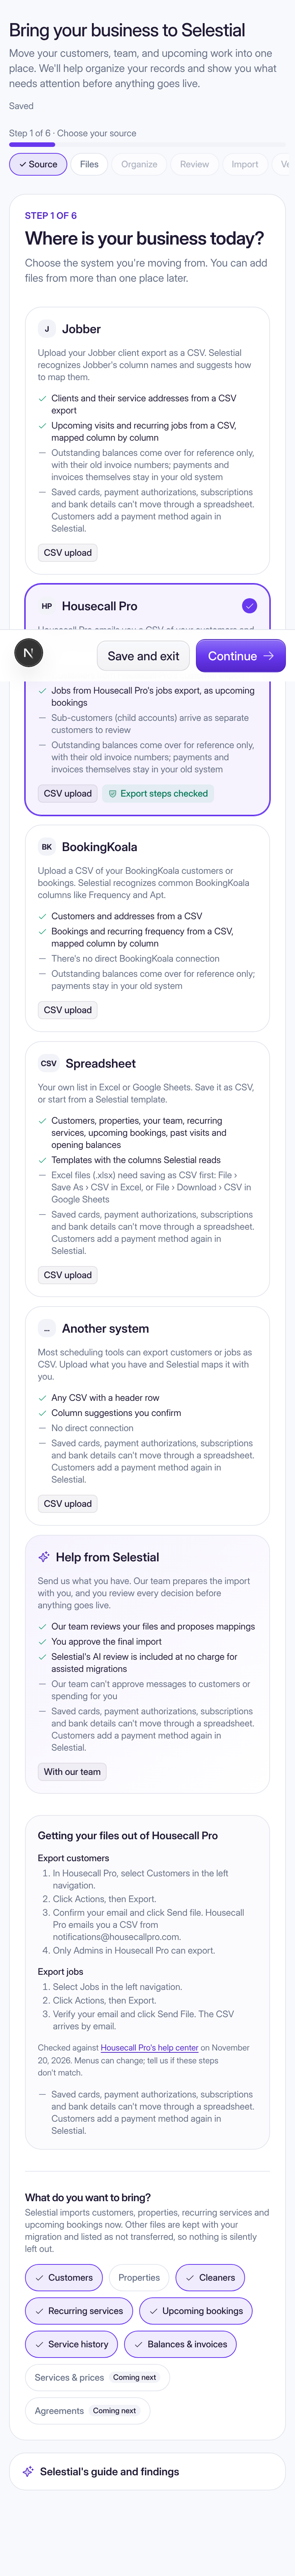 Bring your business to Selestial
Move your customers, team, and upcoming work into one
place. We'll help organize your records and show you what
needs attention before anything goes live.
Saved
Step 1 of 6 · Choose your source
Source
Files
Organize
Review
Import
Ve
STEP 1 OF 6
Where is your business today?
Choose the system you're moving from. You can add
files from more than one place later.
J
Jobber
Upload your Jobber client export as a CSV. Selestial
recognizes Jobber's column names and suggests how
to map them.
Clients and their service addresses from a CSV
export
Upcoming visits and recurring jobs from a CSV,
mapped column by column
Outstanding balances come over for reference only,
with their old invoice numbers; payments and
invoices themselves stay in your old system
Saved cards, payment authorizations, subscriptions
and bank details can't move through a spreadsheet.
Customers add a payment method again in
Selestial.
CSV upload
HP
Housecall Pro
N
Save and exit
Continue
Jobs from Housecall Pro's jobs export, as upcoming
bookings
Sub-customers (child accounts) arrive as separate
customers to review
Outstanding balances come over for reference only,
with their old invoice numbers; payments and
invoices themselves stay in your old system
CSV upload
Export steps checked
BK
BookingKoala
Upload a CSV of your BookingKoala customers or
bookings. Selestial recognizes common BookingKoala
columns like Frequency and Apt.
Customers and addresses from a CSV
Bookings and recurring frequency from a CSV,
mapped column by column
There's no direct BookingKoala connection
Outstanding balances come over for reference only;
payments stay in your old system
CSV upload
CSV
Spreadsheet
Your own list in Excel or Google Sheets. Save it as CSV,
or start from a Selestial template.
Customers, properties, your team, recurring
services, upcoming bookings, past visits and
opening balances
Templates with the columns Selestial reads
Excel files (.xlsx) need saving as CSV first: File ›
Save As › CSV in Excel, or File › Download › CSV in
Google Sheets
Saved cards, payment authorizations, subscriptions
and bank details can't move through a spreadsheet.
Customers add a payment method again in
Selestial.
CSV upload
...
Another system
Most scheduling tools can export customers or jobs as
CSV. Upload what you have and Selestial maps it with
you.
Any CSV with a header row
Column suggestions you confirm
No direct connection
Saved cards, payment authorizations, subscriptions
and bank details can't move through a spreadsheet.
Customers add a payment method again in
Selestial.
CSV upload
Help from Selestial
Send us what you have. Our team prepares the import
with you, and you review every decision before
anything goes live.
Our team reviews your files and proposes mappings
You approve the final import
Selestial's AI review is included at no charge for
assisted migrations
Our team can't approve messages to customers or
spending for you
Saved cards, payment authorizations, subscriptions
and bank details can't move through a spreadsheet.
Customers add a payment method again in
Selestial.
With our team
Getting your files out of Housecall Pro
Export customers
1. In Housecall Pro, select Customers in the left
navigation.
2. Click Actions, then Export.
3. Confirm your email and click Send file. Housecall
Pro emails you a CSV from
notifications@housecallpro.com.
4. Only Admins in Housecall Pro can export.
Export jobs
1. Select Jobs in the left navigation.
2. Click Actions, then Export.
3. Verify your email and click Send File. The CSV
arrives by email.
Checked against Housecall Pro's help center on November
20, 2026. Menus can change; tell us if these steps
don't match.
Saved cards, payment authorizations, subscriptions
and bank details can't move through a spreadsheet.
Customers add a payment method again in
Selestial.
What do you want to bring?
Selestial imports customers, properties, recurring services and
upcoming bookings now. Other files are kept with your
migration and listed as not transferred, so nothing is silently
left out.
Customers
Properties
Cleaners
Recurring services
Upcoming bookings
Service history
Balances & invoices
Services & prices Coming next
Agreements Coming next
Selestial's guide and findings